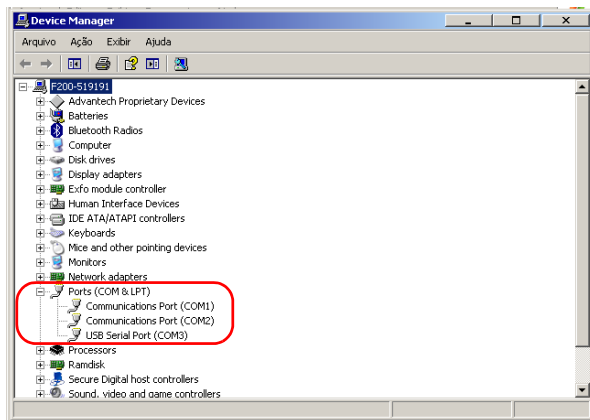 Device Manager
Arquivo Ação Exibir Ajuda
F200-519191
Advantech Proprietary Devices
Batteries
Bluetooth Radios
Computer
Disk drives
Display adapters
Exfo module controller
Human Interface Devices
IDE ATA/ATAPI controllers
Keyboards
Mice and other pointing devices
Monitors
Network adapters
Ports (COM & LPT)
Communications Port (COM1)
Communications Port (COM2)
USB Serial Port (COM3)
Processors
Ramdisk
Secure Digital host controllers
Sound, video and game controllers